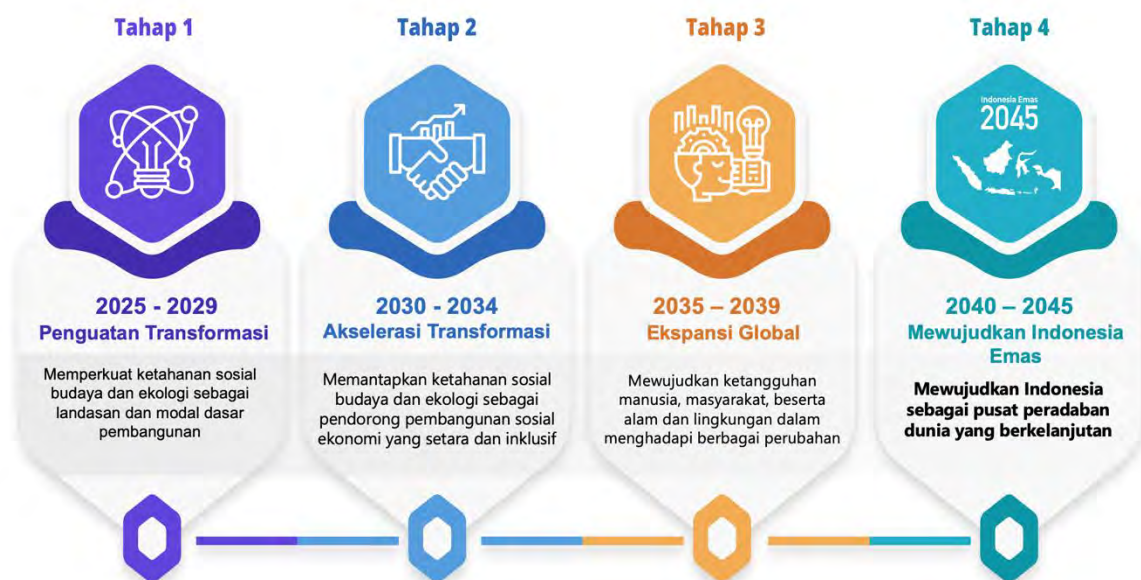 Tahap 1
Indonesia Emas
2045
2025 - 2029
Penguatan Transformasi
Memperkuat ketahanan sosial
budaya dan ekologi sebagai
landasan dan modal dasar
pembangunan
Tahap 2
2030 - 2034
Akselerasi Transformasi
Memantapkan ketahanan sosial
budaya dan ekologi sebagai
pendorong pembangunan sosial
ekonomi yang setara dan inklusif
Tahap 3
2035 – 2039
Ekspansi Global
Mewujudkan ketangguhan
manusia, masyarakat, beserta
alam dan lingkungan dalam
menghadapi berbagai perubahan
Tahap 4
2040 – 2045
Mewujudkan Indonesia
Emas
Mewujudkan Indonesia
sebagai pusat peradaban
dunia yang berkelanjutan